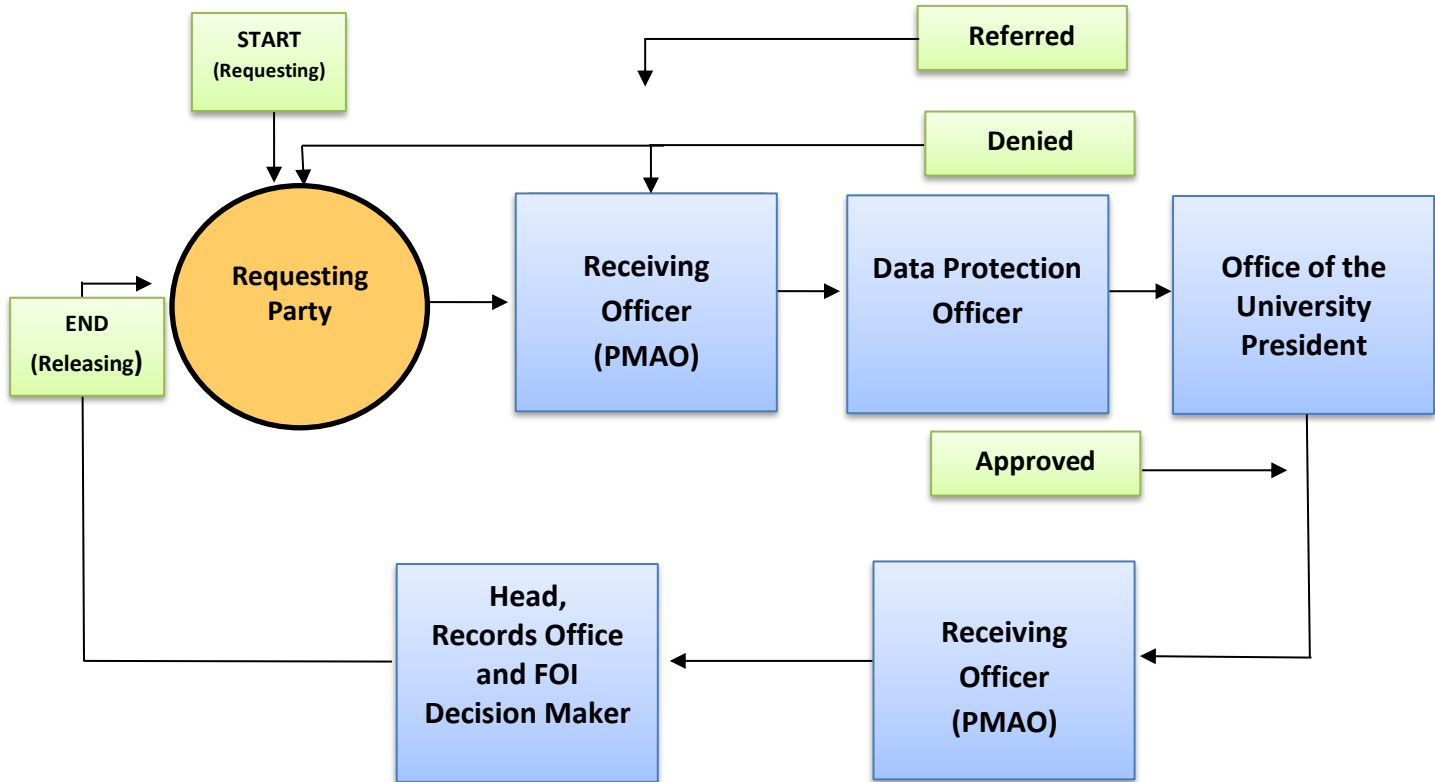 START
(Requesting)
Referred
Denied
Requesting
Party
Receiving
Officer
(PMAO)
Data Protection
Officer
Office of the
University
President
END
(Releasing)
Approved
Head,
Records Office
and FOI
Decision Maker
Receiving
Officer
(PMAO)